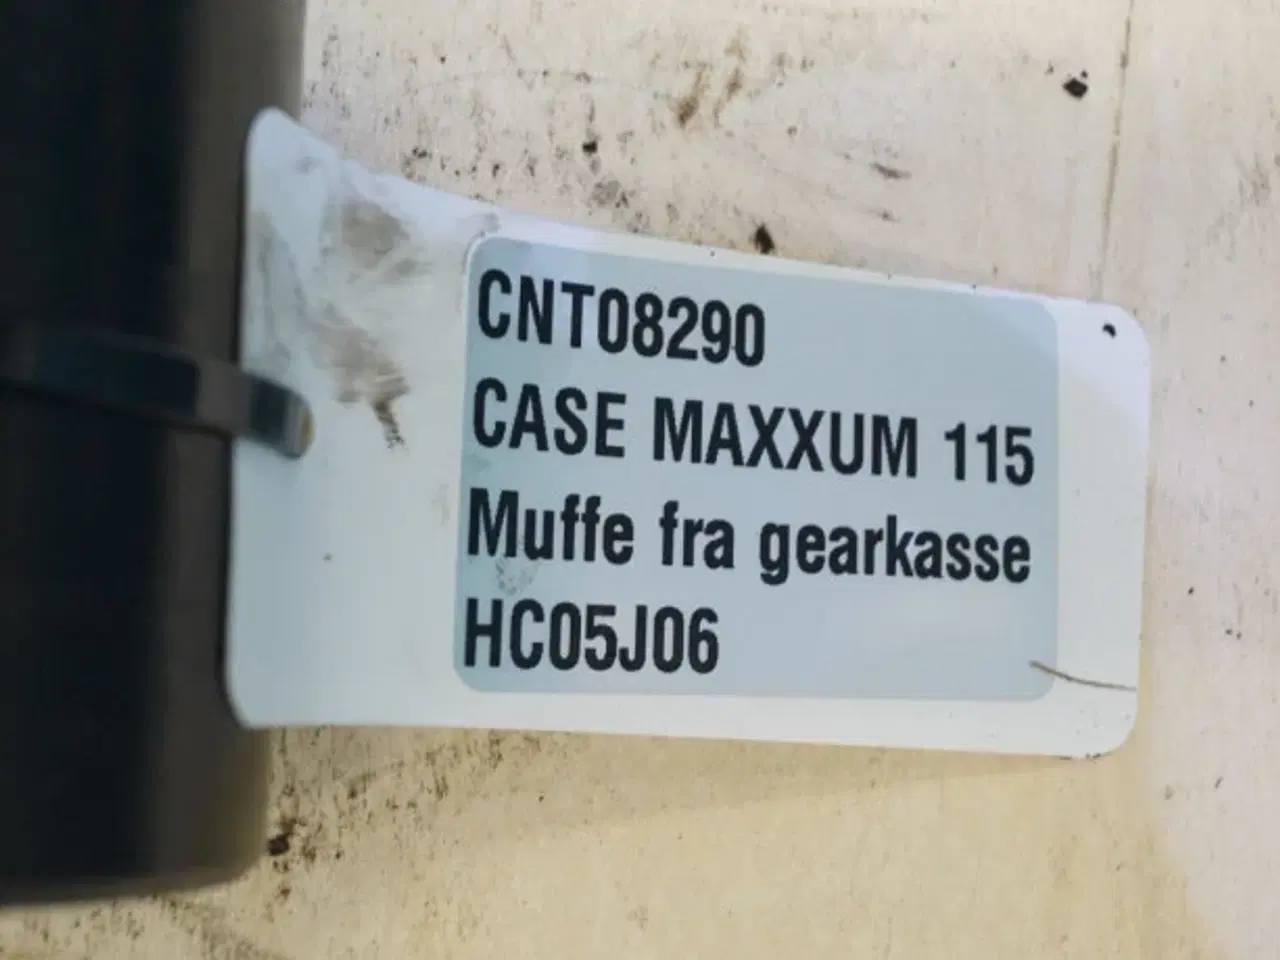 CNT08290
CASE MAXXUM 115
Muffe fra gearkasse
HC05J06